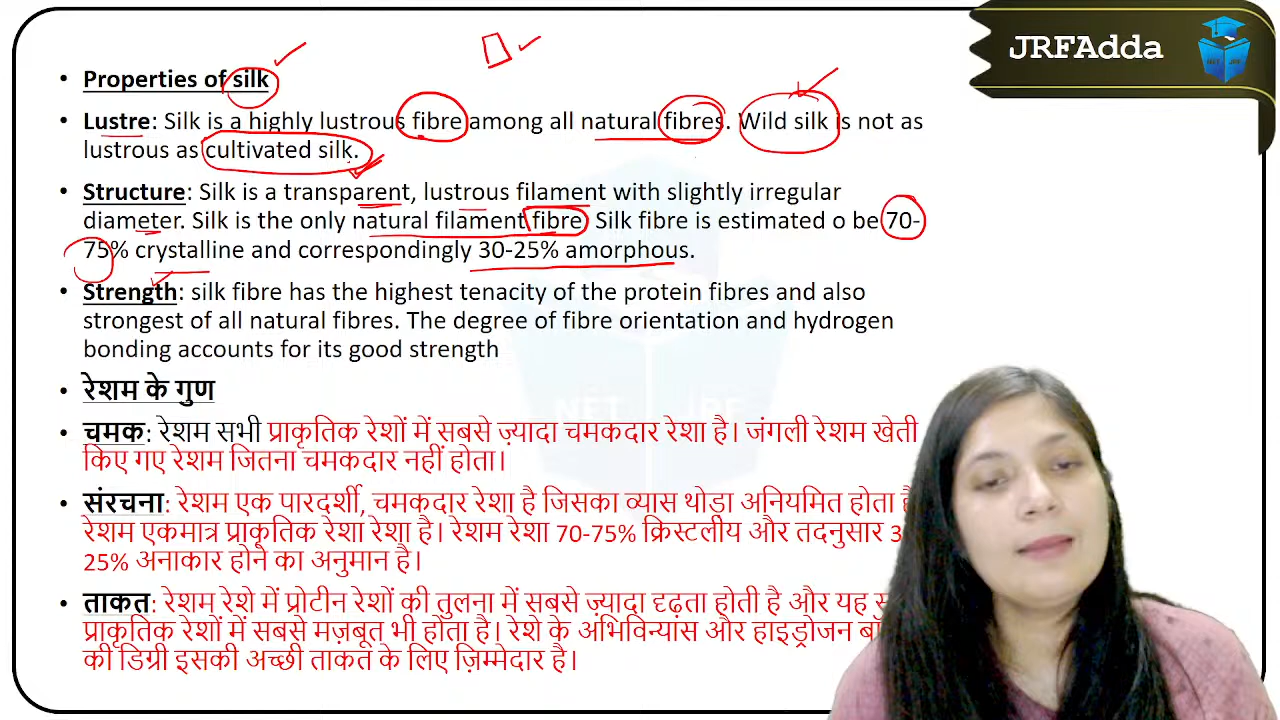 JRFAdda
NET JRF
• Properties of silk
• Lustre: Silk is a highly lustrous fibre among all natural fibres. Wild silk is not as
lustrous as cultivated silk.
• Structure: Silk is a transparent, lustrous filament with slightly irregular
diameter. Silk is the only natural filament fibre Silk fibre is estimated o be 70-
75% crystalline and correspondingly 30-25% amorphous.
• Strength: silk fibre has the highest tenacity of the protein fibres and also
strongest of all natural fibres. The degree of fibre orientation and hydrogen
bonding accounts for its good strength
NET JRF
• रेशम के गुण
• चमक: रेशम सभी प्राकृतिक रेशों में सबसे ज़्यादा चमकदार रेशा है। जंगली रेशम खेती
किए गए रेशम जितना चमकदार नहीं होता।
• संरचना: रेशम एक पारदर्शी, चमकदार रेशा है जिसका व्यास थोड़ा अनियमित होता
रेशम एकमात्र प्राकृतिक रेशा रेशा है। रेशम रेशा 70-75% क्रिस्टलीय और तदनुसार
25% अनाकार होने का अनुमान है।
• ताकत: रेशम रेशे में प्रोटीन रेशों की तुलना में सबसे ज़्यादा दृढ़ता होती है और यह
प्राकृतिक रेशों में सबसे मज़बूत भी होता है। रेशे के अभिविन्यास और हाइड्रोजन
की डिग्री इसकी अच्छी ताकत के लिए ज़िम्मेदार है।